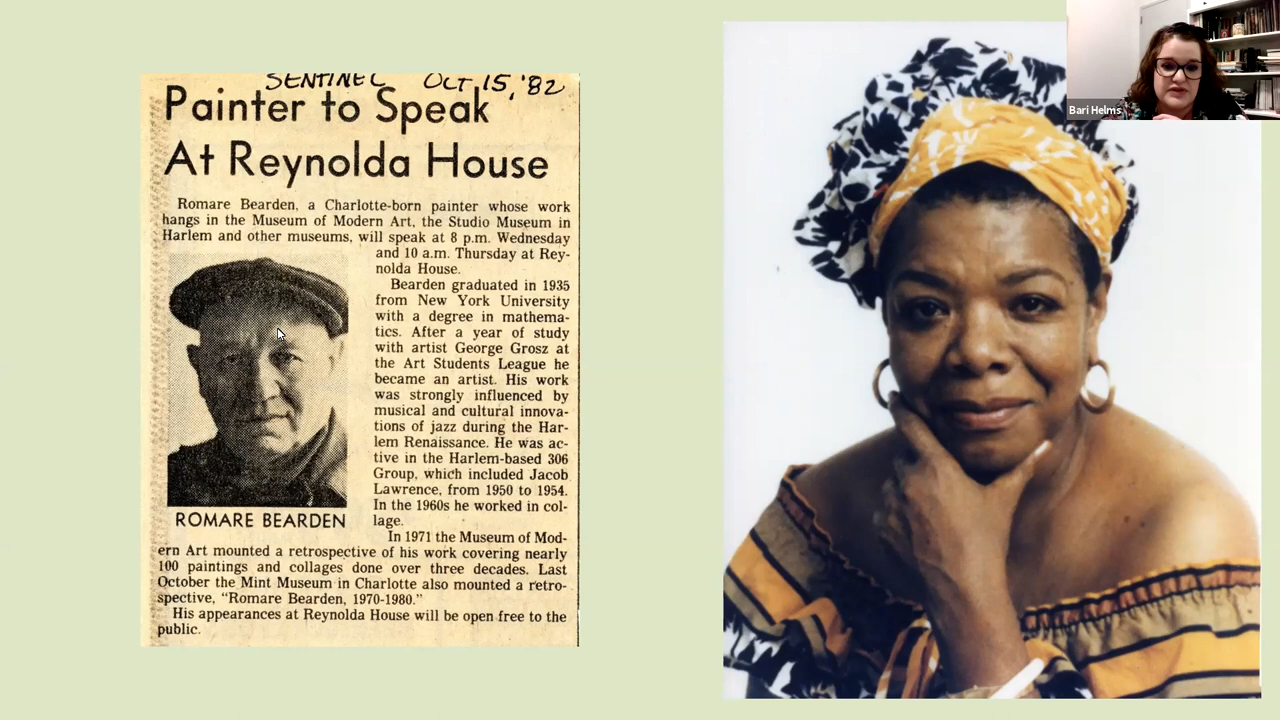 SENTINEL OCT 15, '82
Painter to Speak
At Reynolda House
Romare Bearden, a Charlotte-born painter whose work
hangs in the Museum of Modern Art, the Studio Museum in
Harlem and other museums, will speak at 8 p.m. Wednesday
and 10 a.m. Thursday at Rey-
nolda House.
Bearden graduated in 1935
from New York University
with a degree in mathema-
tics. After a year of study
with artist George Grosz at
the Art Students League he
became an artist. His work
was strongly influenced by
musical and cultural innova-
tions of jazz during the Har-
lem Renaissance. He was ac-
tive in the Harlem-based 306
Group, which included Jacob
Lawrence, from 1950 to 1954.
In the 1960s he worked in col-
lage.
ROMARE BEARDEN
In 1971 the Museum of Mod-
ern Art mounted a retrospective of his work covering nearly
100 paintings and collages done over three decades. Last
October the Mint Museum in Charlotte also mounted a retro-
spective, "Romare Bearden, 1970-1980."
His appearances at Reynolda House will be open free to the
public.
Bari Helms